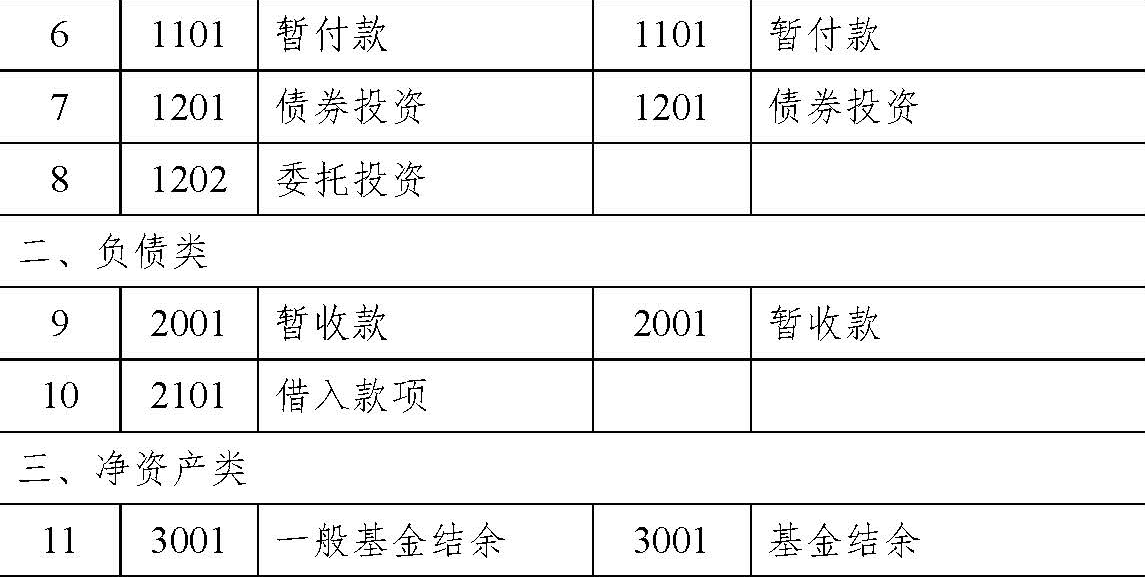 6 1101 暂付款 1101 暂付款
7 1201 债券投资 1201 债券投资
8 1202 委托投资
二、负债类
9 2001 暂收款 2001 暂收款
10 2101 借入款项
三、净资产类
11 3001 一般基金结余 3001 基金结余